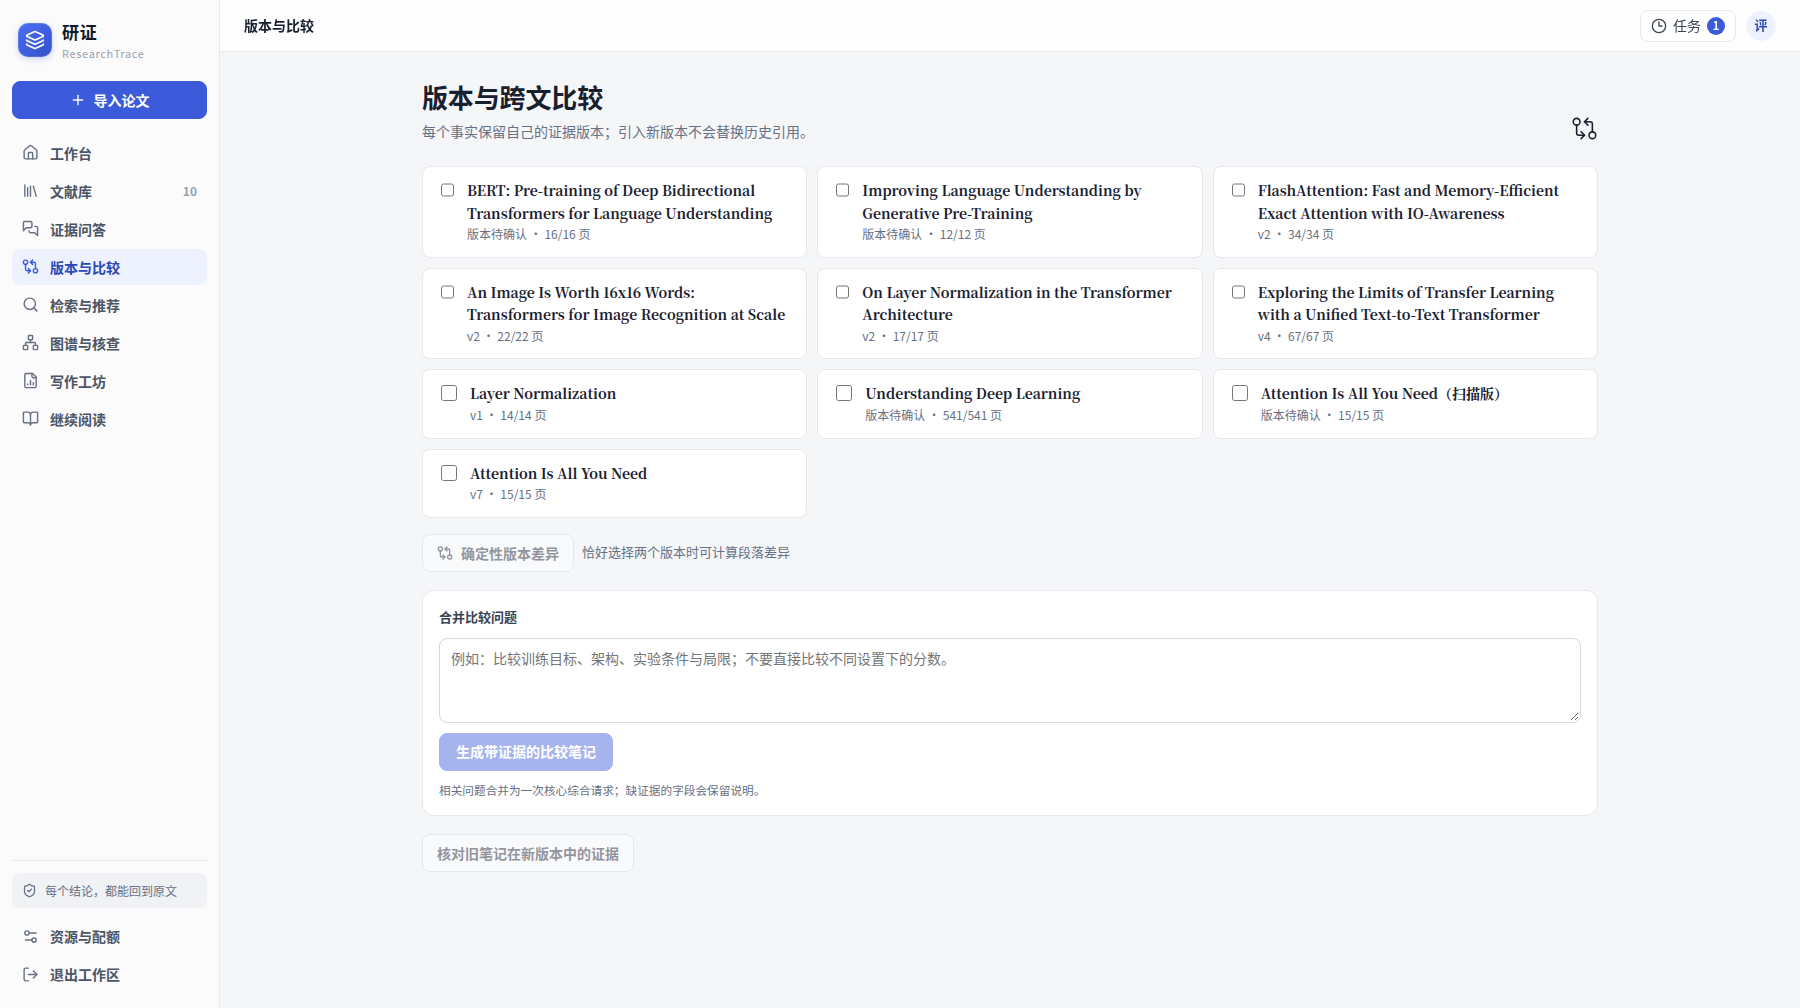 研证
ResearchTrace
导入论文
工作台
文献库 10
证据问答
版本与比较
检索与推荐
图谱与核查
写作工坊
继续阅读
每个结论，都能回到原文
资源与配额
退出工作区
版本与比较
任务 1
评
版本与跨文比较
每个事实保留自己的证据版本；引入新版本不会替换历史引用。
BERT: Pre-training of Deep Bidirectional
Transformers for Language Understanding
版本待确认 · 16/16 页
Improving Language Understanding by
Generative Pre-Training
版本待确认 · 12/12 页
FlashAttention: Fast and Memory-Efficient
Exact Attention with IO-Awareness
v2 · 34/34 页
An Image Is Worth 16x16 Words:
Transformers for Image Recognition at Scale
v2 · 22/22 页
On Layer Normalization in the Transformer
Architecture
v2 · 17/17 页
Exploring the Limits of Transfer Learning
with a Unified Text-to-Text Transformer
v4 · 67/67 页
Layer Normalization
v1 · 14/14 页
Understanding Deep Learning
版本待确认 · 541/541 页
Attention Is All You Need（扫描版）
版本待确认 · 15/15 页
Attention Is All You Need
v7 · 15/15 页
确定性版本差异 恰好选择两个版本时可计算段落差异
合并比较问题
例如：比较训练目标、架构、实验条件与局限；不要直接比较不同设置下的分数。
生成带证据的比较笔记
相关问题合并为一次核心综合请求；缺证据的字段会保留说明。
核对旧笔记在新版本中的证据